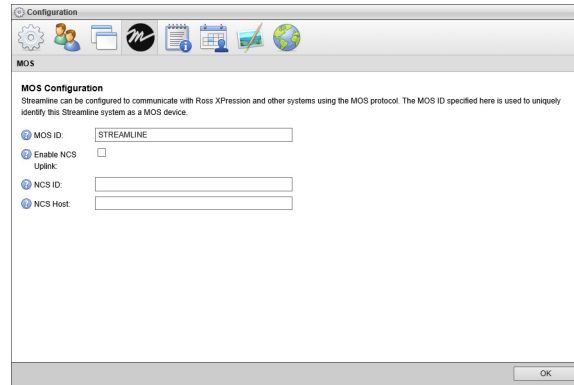 Configuration
MOS
MOS Configuration
Streamline can be configured to communicate with Ross XPression and other systems using the MOS protocol. The MOS ID specified here is used to uniquely
identify this Streamline system as a MOS device.
MOS ID: STREAMLINE
Enable NCS
Uplink:
NCS ID:
NCS Host:
OK